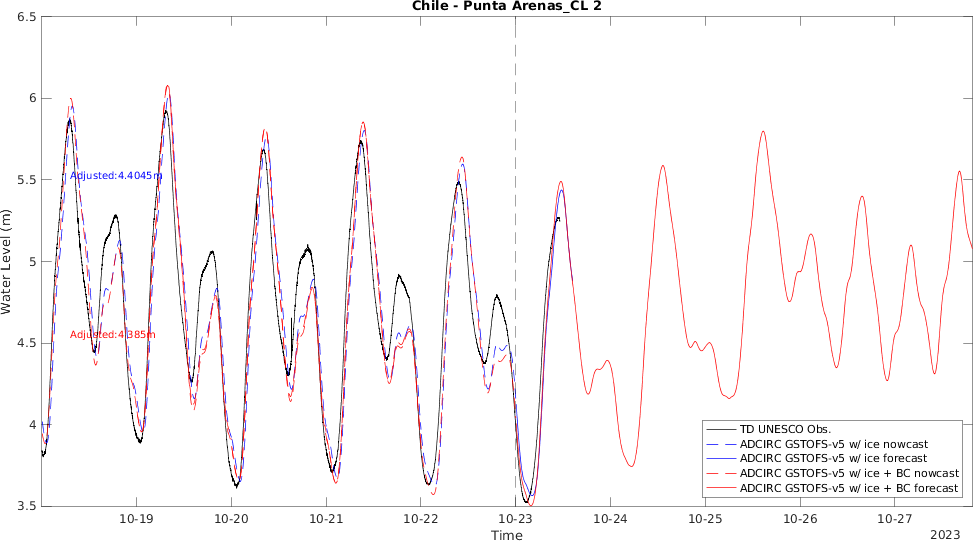 Chile - Punta Arenas_CL 2
Water Level (m)
6.5
6
5.5
5
4.5
4
3.5
Adjusted:4.4045m
Adjusted:4.385m
TD UNESCO Obs.
ADCIRC GSTOFS-v5 w/ ice nowcast
ADCIRC GSTOFS-v5 w/ ice forecast
ADCIRC GSTOFS-v5 w/ ice + BC nowcast
ADCIRC GSTOFS-v5 w/ ice + BC forecast
10-19 10-20 10-21 10-22 10-23 10-24 10-25 10-26 10-27
Time
2023